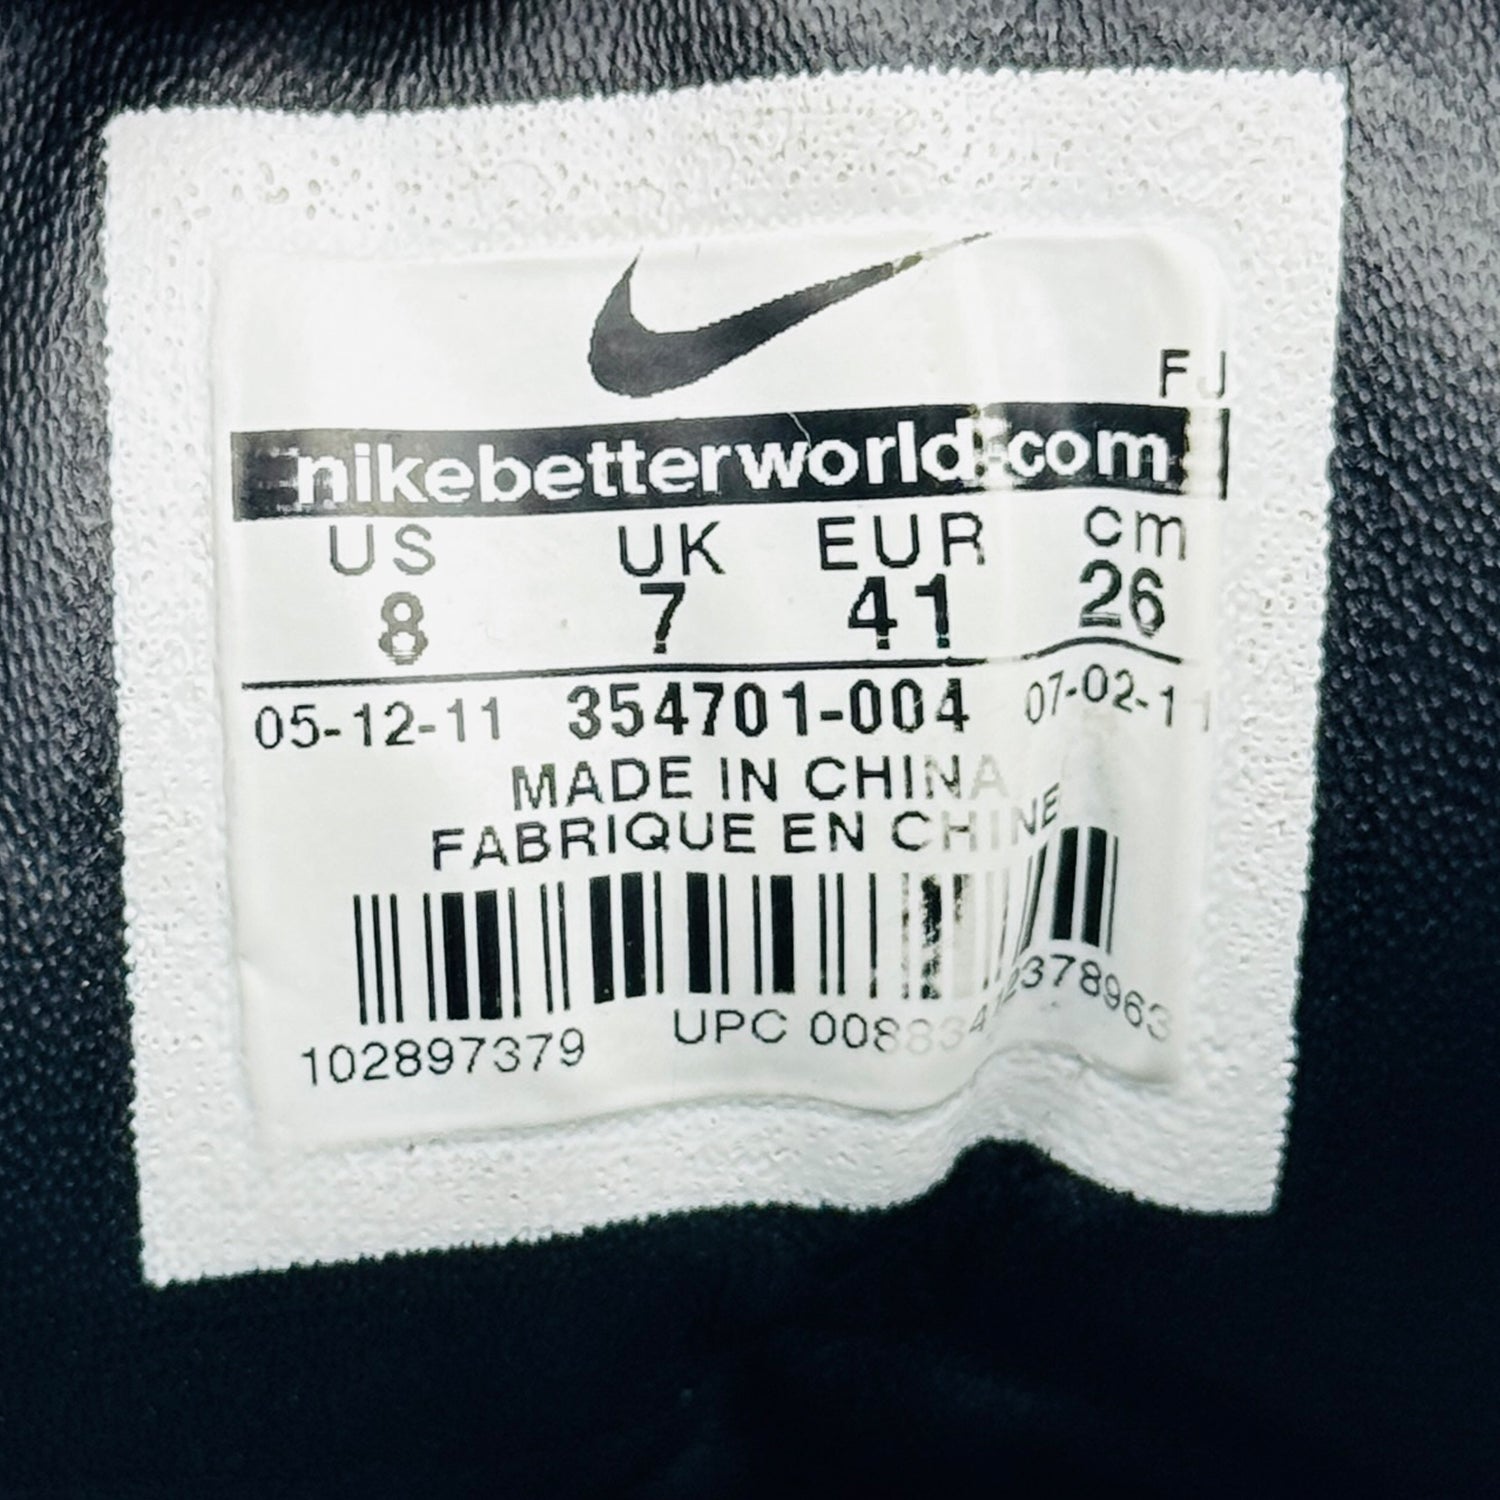 FJ
nikebetterworld.com
US UK EUR cm
8 7 41 26
05-12-11 354701-004 07-02-11
MADE IN CHINA
FABRIQUE EN CHINE
102897379 UPC 00883412378963